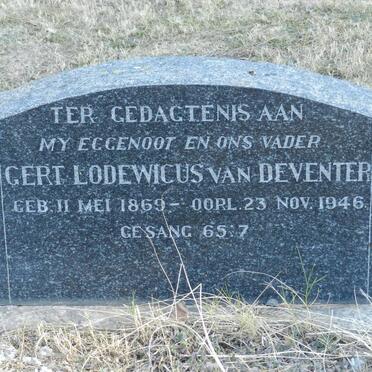 TER GEDAGTENIS AAN
MY EGGENOOT EN ONS VADER
GERT LODEWICUS VAN DEVENTER
GEB. 11 MEI 1869 - OORL. 23 NOV. 1946
GESANG 65:7